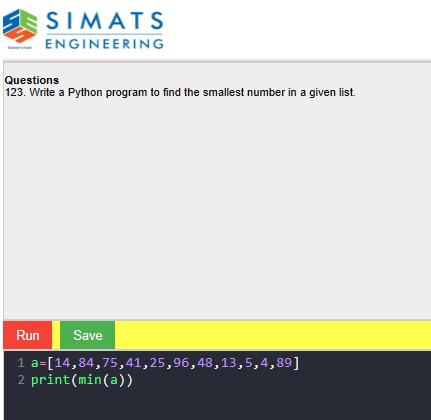 SIMATS
ENGINEERING
Questions
123. Write a Python program to find the smallest number in a given list.
Run Save
1 a=[14,84,75,41,25,96,48,13,5,4,89]
2 print(min(a))